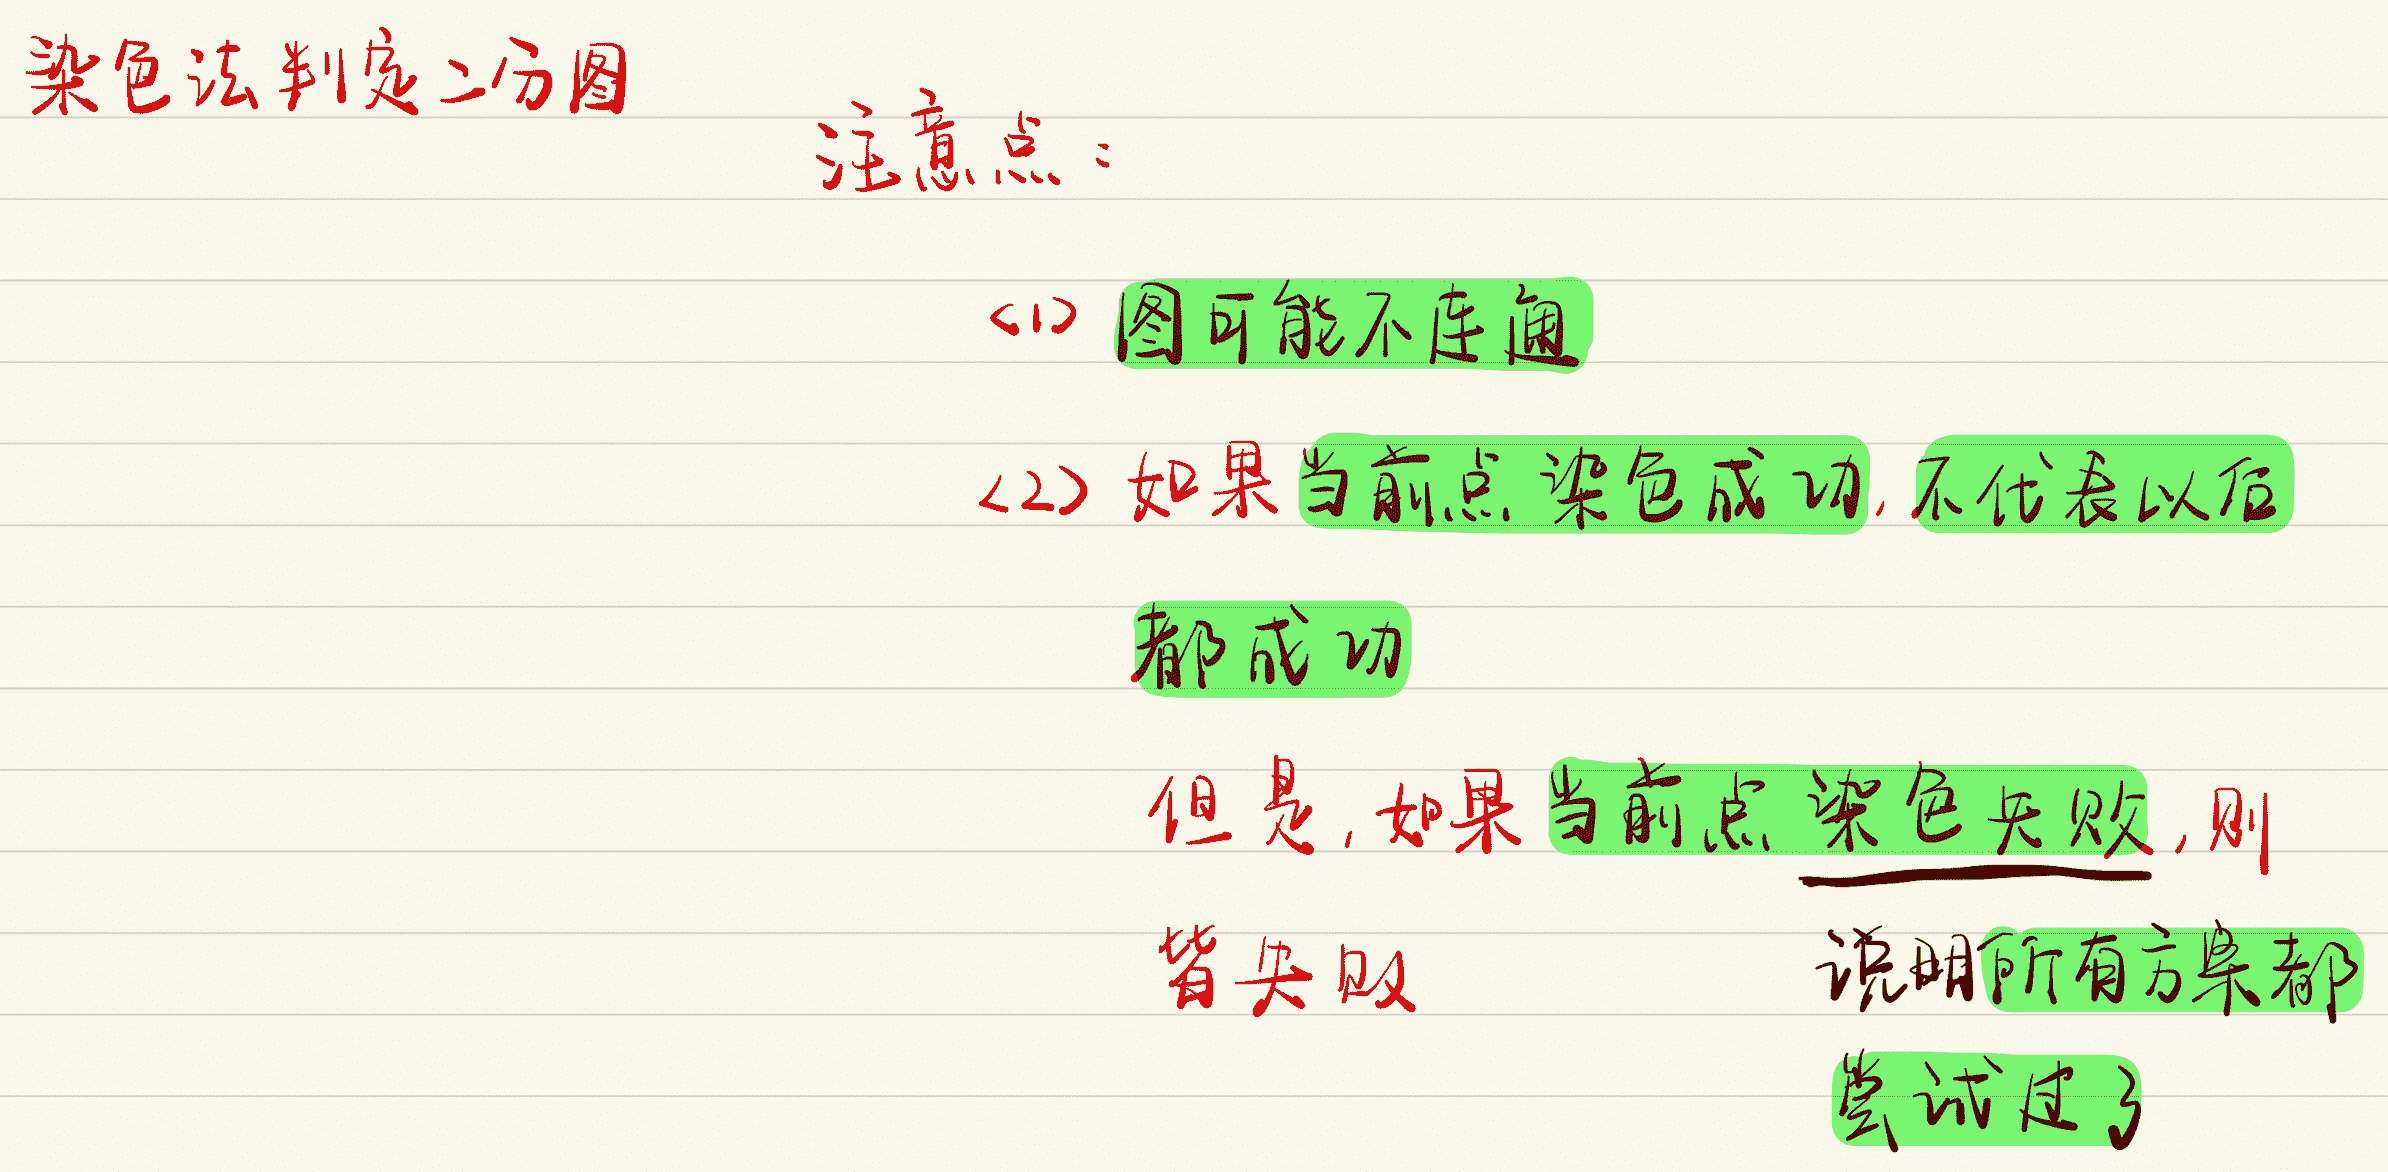 染色法判定二分图
注意点:
(1) 图可能不连通
(2) 如果当前点染色成功,不代表以后
都成功
但是,如果当前点染色失败,则
皆失败 说明所有方案都
尝试过了